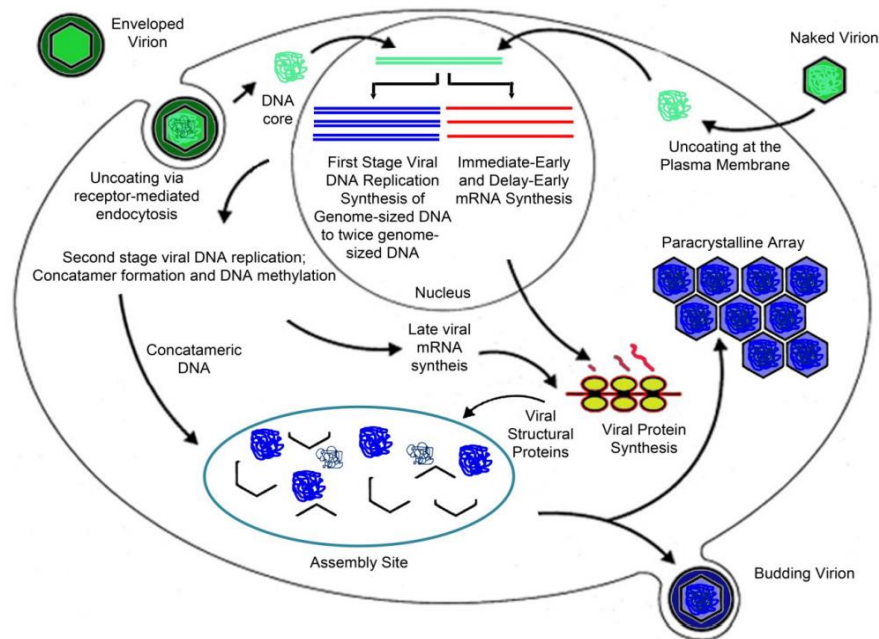 Enveloped
Virion
Naked Virion
DNA
core
Uncoating via
receptor-mediated
endocytosis
First Stage Viral
DNA Replication
Synthesis of
Genome-sized DNA
to twice genome-
sized DNA
Immediate-Early
and Delay-Early
mRNA Synthesis
Uncoating at the
Plasma Membrane
Second stage viral DNA replication;
Concatamer formation and DNA methylation
Paracrystalline Array
Nucleus
Concatameric
DNA
Late viral
mRNA
syntheis
Viral
Structural
Proteins
Viral Protein
Synthesis
Assembly Site
Budding Virion